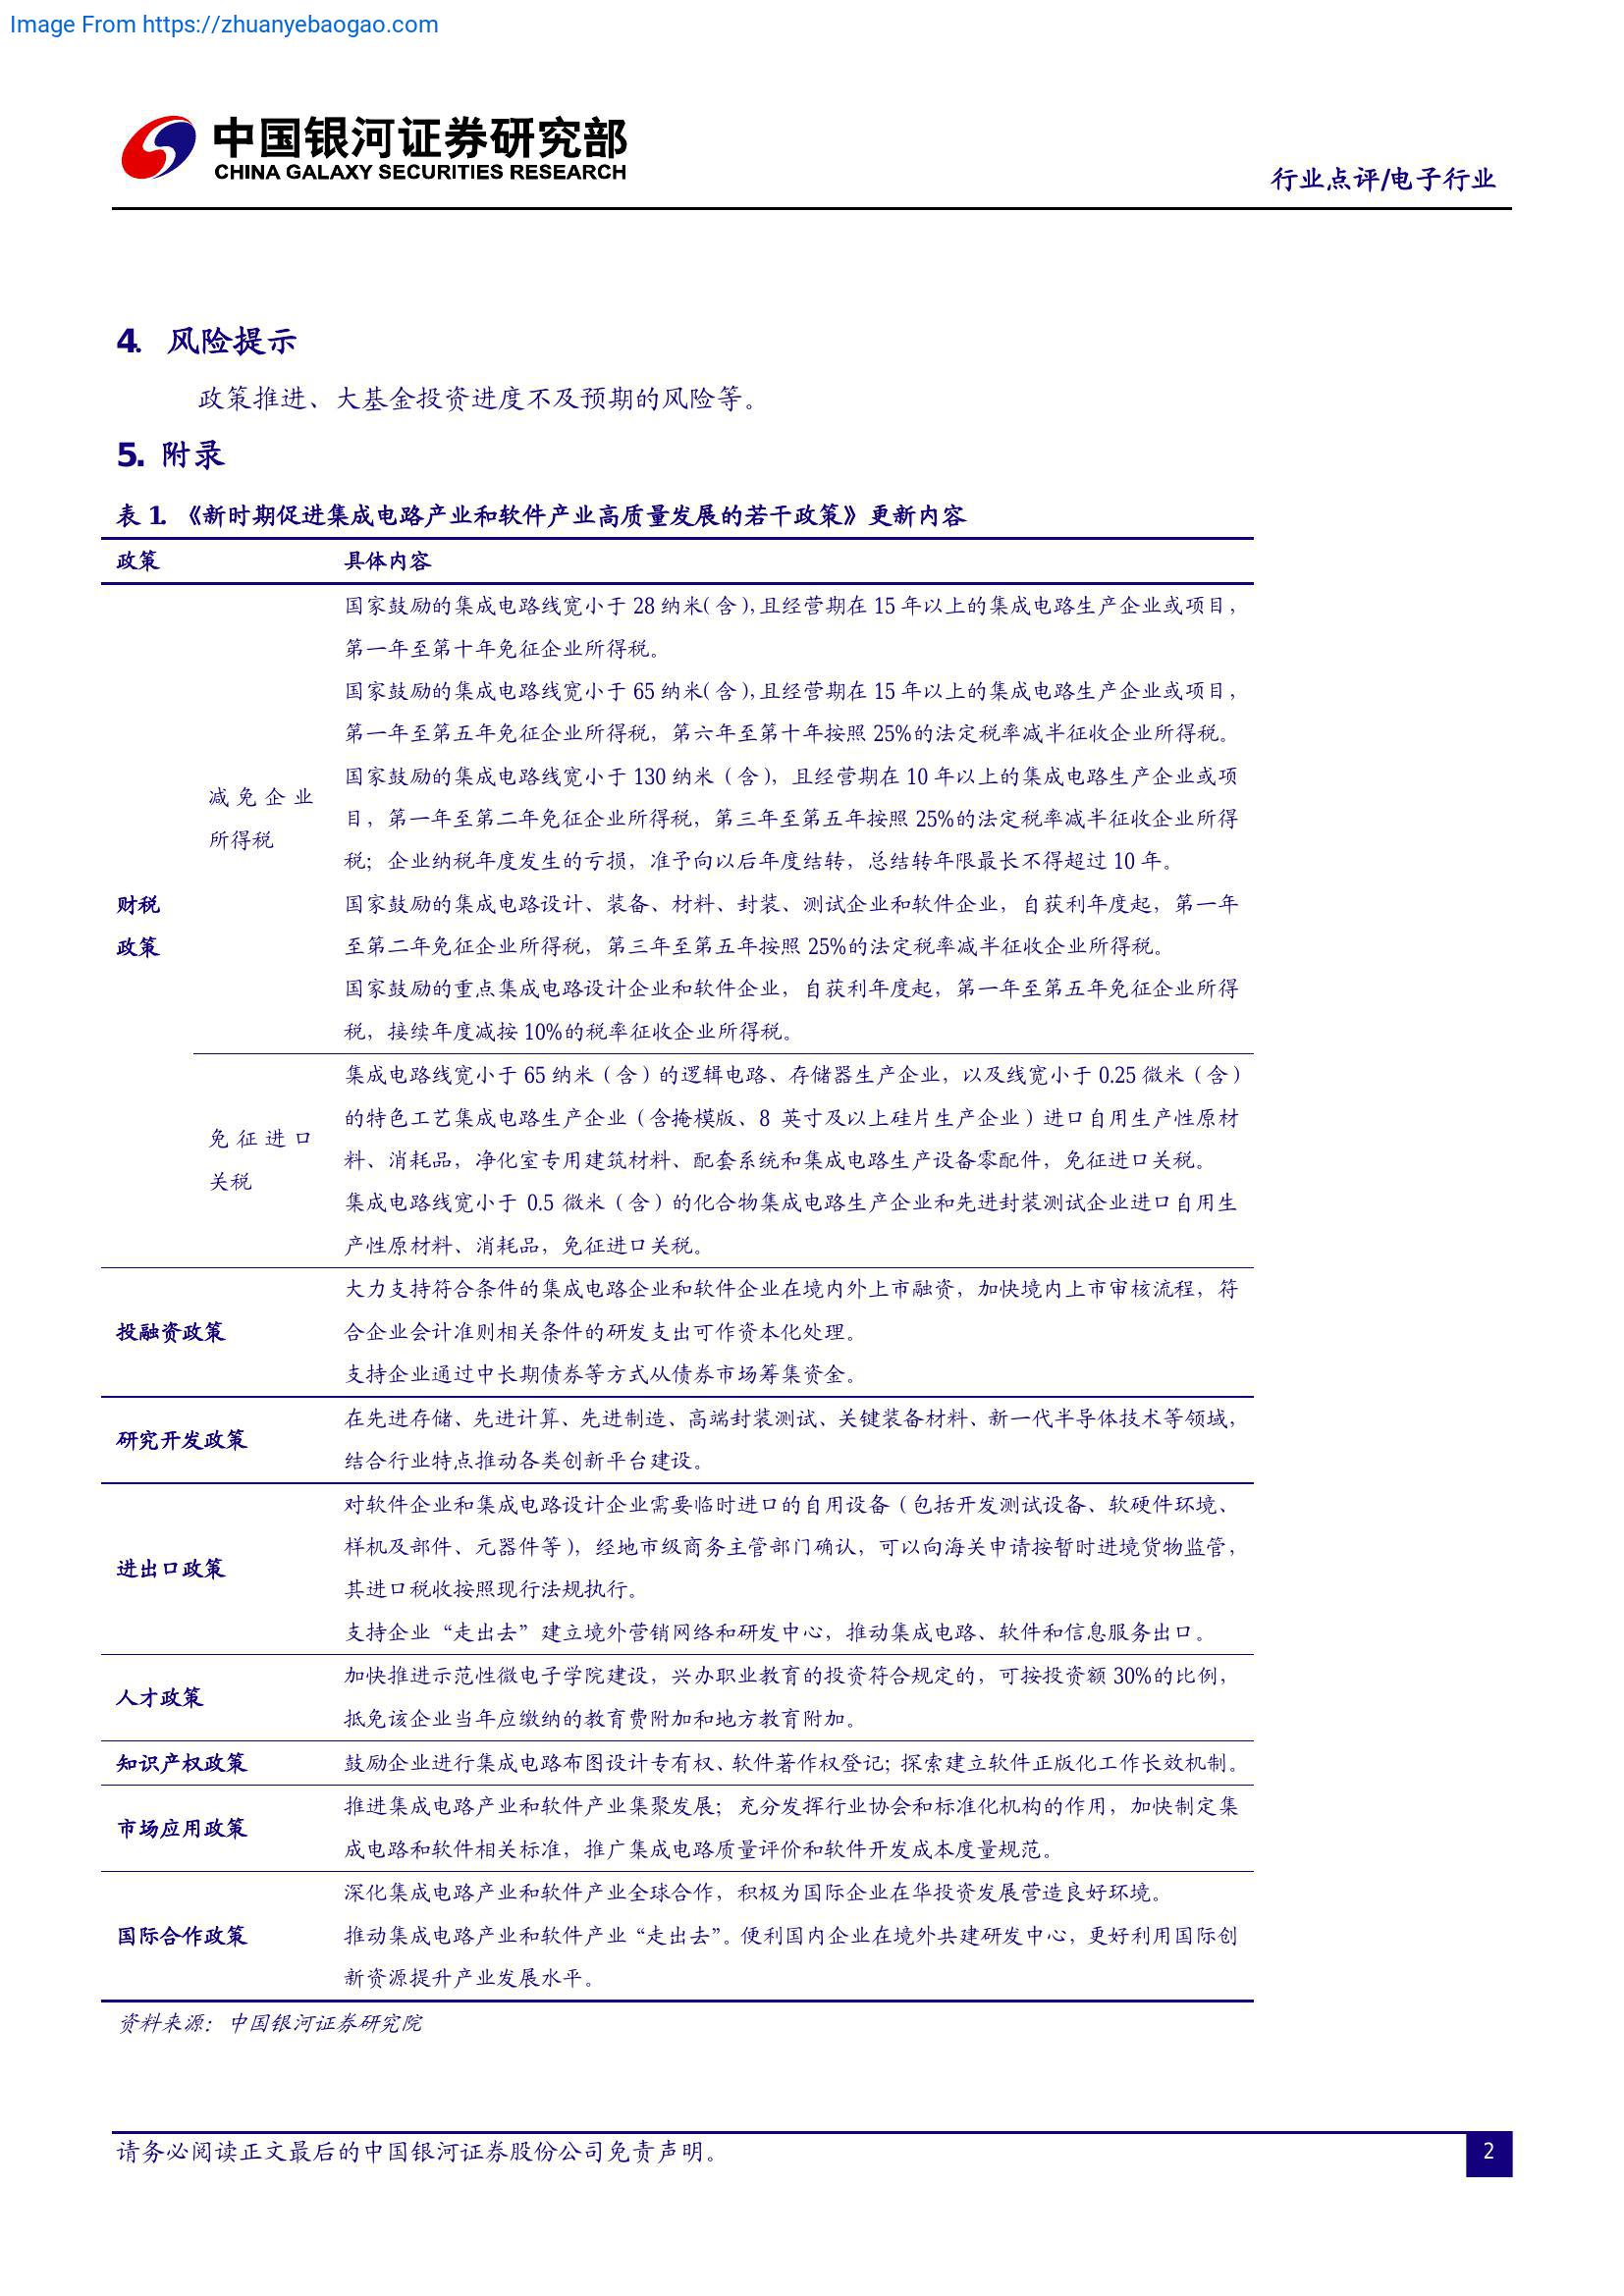 Image From https://zhuanyebaogao.com
中国银河证券研究部
CHINA GALAXY SECURITIES RESEARCH
行业点评/电子行业
4. 风险提示
政策推进、大基金投资进度不及预期的风险等。
5. 附录
表 1. 《新时期促进集成电路产业和软件产业高质量发展的若干政策》更新内容
政策 具体内容
财税
政策
减免企业
所得税
国家鼓励的集成电路线宽小于 28 纳米（含），且经营期在 15 年以上的集成电路生产企业或项目，
第一年至第十年免征企业所得税。
国家鼓励的集成电路线宽小于 65 纳米（含），且经营期在 15 年以上的集成电路生产企业或项目，
第一年至第五年免征企业所得税，第六年至第十年按照 25%的法定税率减半征收企业所得税。
国家鼓励的集成电路线宽小于 130 纳米（含），且经营期在 10 年以上的集成电路生产企业或项
目，第一年至第二年免征企业所得税，第三年至第五年按照 25%的法定税率减半征收企业所得
税；企业纳税年度发生的亏损，准予向以后年度结转，总结转年限最长不得超过 10 年。
国家鼓励的集成电路设计、装备、材料、封装、测试企业和软件企业，自获利年度起，第一年
至第二年免征企业所得税，第三年至第五年按照 25%的法定税率减半征收企业所得税。
国家鼓励的重点集成电路设计企业和软件企业，自获利年度起，第一年至第五年免征企业所得
税，接续年度减按 10%的税率征收企业所得税。
免征进口
关税
集成电路线宽小于 65 纳米（含）的逻辑电路、存储器生产企业，以及线宽小于 0.25 微米（含）
的特色工艺集成电路生产企业（含掩模版、8 英寸及以上硅片生产企业）进口自用生产性原材
料、消耗品，净化室专用建筑材料、配套系统和集成电路生产设备零配件，免征进口关税。
集成电路线宽小于 0.5 微米（含）的化合物集成电路生产企业和先进封装测试企业进口自用生
产性原材料、消耗品，免征进口关税。
投融资政策
大力支持符合条件的集成电路企业和软件企业在境内外上市融资，加快境内上市审核流程，符
合企业会计准则相关条件的研发支出可作资本化处理。
支持企业通过中长期债券等方式从债券市场筹集资金。
研究开发政策
在先进存储、先进计算、先进制造、高端封装测试、关键装备材料、新一代半导体技术等领域，
结合行业特点推动各类创新平台建设。
进出口政策
对软件企业和集成电路设计企业需要临时进口的自用设备（包括开发测试设备、软硬件环境、
样机及部件、元器件等），经地市级商务主管部门确认，可以向海关申请按暂时进境货物监管，
其进口税收按照现行法规执行。
支持企业“走出去”建立境外营销网络和研发中心，推动集成电路、软件和信息服务出口。
人才政策
加快推进示范性微电子学院建设，兴办职业教育的投资符合规定的，可按投资额 30%的比例，
抵免该企业当年应缴纳的教育费附加和地方教育附加。
知识产权政策 鼓励企业进行集成电路布图设计专有权、软件著作权登记；探索建立软件正版化工作长效机制。
市场应用政策
推进集成电路产业和软件产业集聚发展；充分发挥行业协会和标准化机构的作用，加快制定集
成电路和软件相关标准，推广集成电路质量评价和软件开发成本度量规范。
国际合作政策
深化集成电路产业和软件产业全球合作，积极为国际企业在华投资发展营造良好环境。
推动集成电路产业和软件产业“走出去”。便利国内企业在境外共建研发中心，更好利用国际创
新资源提升产业发展水平。
资料来源：中国银河证券研究院
请务必阅读正文最后的中国银河证券股份公司免责声明。
2